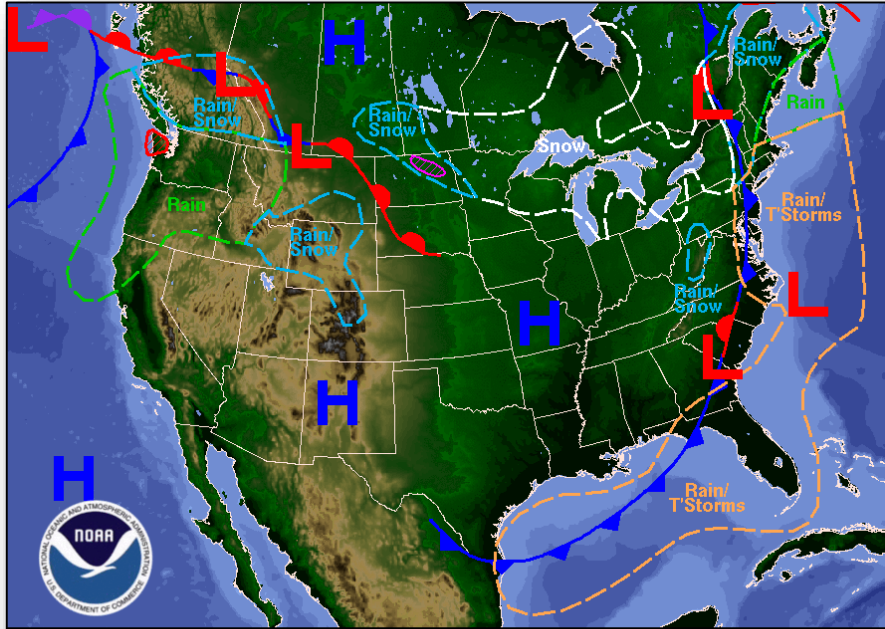 L
H
Rain/
Snow
L
Rain/
Snow
L
L
Rain/
Snow
Snow
Rain
Rain
Rain/
T'Storms
Rain/
Snow
Rain/
Snow
L
H
L
H
H
Rain/
T'Storms
NATIONAL OCEANIC AND ATMOSPHERIC ADMINISTRATION
NOAA
U.S. DEPARTMENT OF COMMERCE